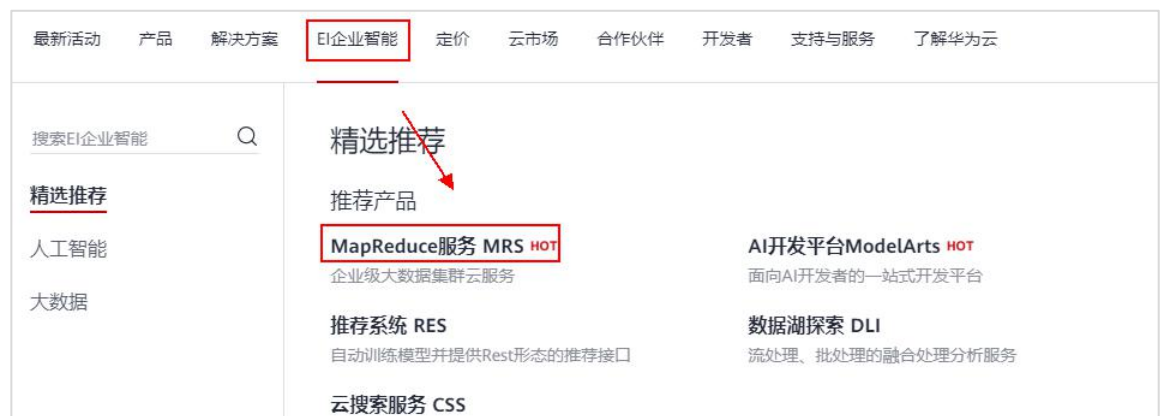 最新活动 产品 解决方案 EI企业智能 定价 云市场 合作伙伴 开发者 支持与服务 了解华为云
搜索EI企业智能
精选推荐
人工智能
大数据
精选推荐
推荐产品
MapReduce服务 MRS HOT
企业级大数据集群云服务
AI开发平台ModelArts HOT
面向AI开发者的一站式开发平台
推荐系统 RES
自动训练模型并提供Rest形态的推荐接口
数据湖探索 DLI
流处理、批处理的融合处理分析服务
云搜索服务 CSS